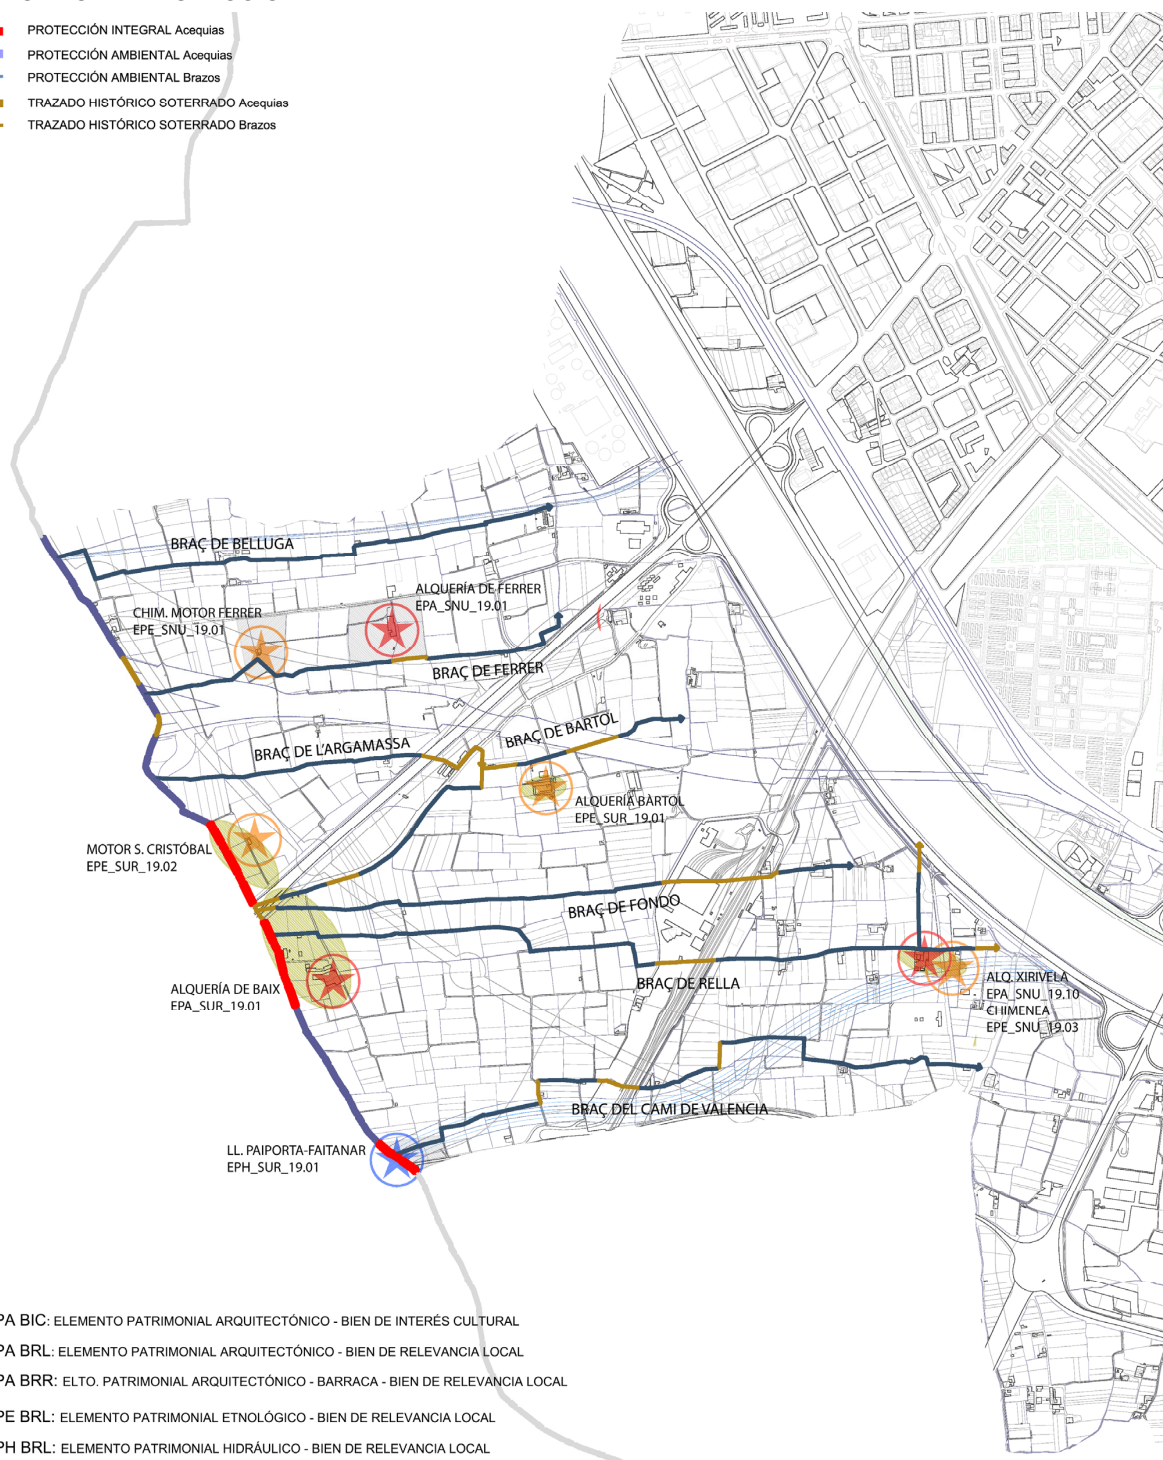 PROTECCIÓN INTEGRAL Acequias
PROTECCIÓN AMBIENTAL Acequias
PROTECCIÓN AMBIENTAL Brazos
TRAZADO HISTÓRICO SOTERRADO Acequias
TRAZADO HISTÓRICO SOTERRADO Brazos
BRAÇ DE BELLUGA
ALQUERÍA DE FERRER
EPA_SNU_19.01
CHIM. MOTOR FERRER
EPE_SNU_19.01
BRAÇ DE FERRER
BRAÇ DE BARTOL
BRAÇ DE L'ARGAMASSA
ALQUERÍA BARTOL
EPE_SUR_19.01
MOTOR S. CRISTÓBAL
EPE_SUR_19.02
BRAÇ DE FONDO
BRAÇ DE RELLA
ALQUERÍA DE BAIX
EPA_SUR_19.01
ALQ. XIRIVELA
EPA_SNU_19.10
CHIMENEA
EPE_SNU_19.03
BRAÇ DEL CAMI DE VALENCIA
LL. PAIPORTA-FAITANAR
EPH_SUR_19.01
PA BIC: ELEMENTO PATRIMONIAL ARQUITECTÓNICO - BIEN DE INTERÉS CULTURAL
PA BRL: ELEMENTO PATRIMONIAL ARQUITECTÓNICO - BIEN DE RELEVANCIA LOCAL
PA BRR: ELTO. PATRIMONIAL ARQUITECTÓNICO - BARRACA - BIEN DE RELEVANCIA LOCAL
PE BRL: ELEMENTO PATRIMONIAL ETNOLÓGICO - BIEN DE RELEVANCIA LOCAL
PH BRL: ELEMENTO PATRIMONIAL HIDRÁULICO - BIEN DE RELEVANCIA LOCAL